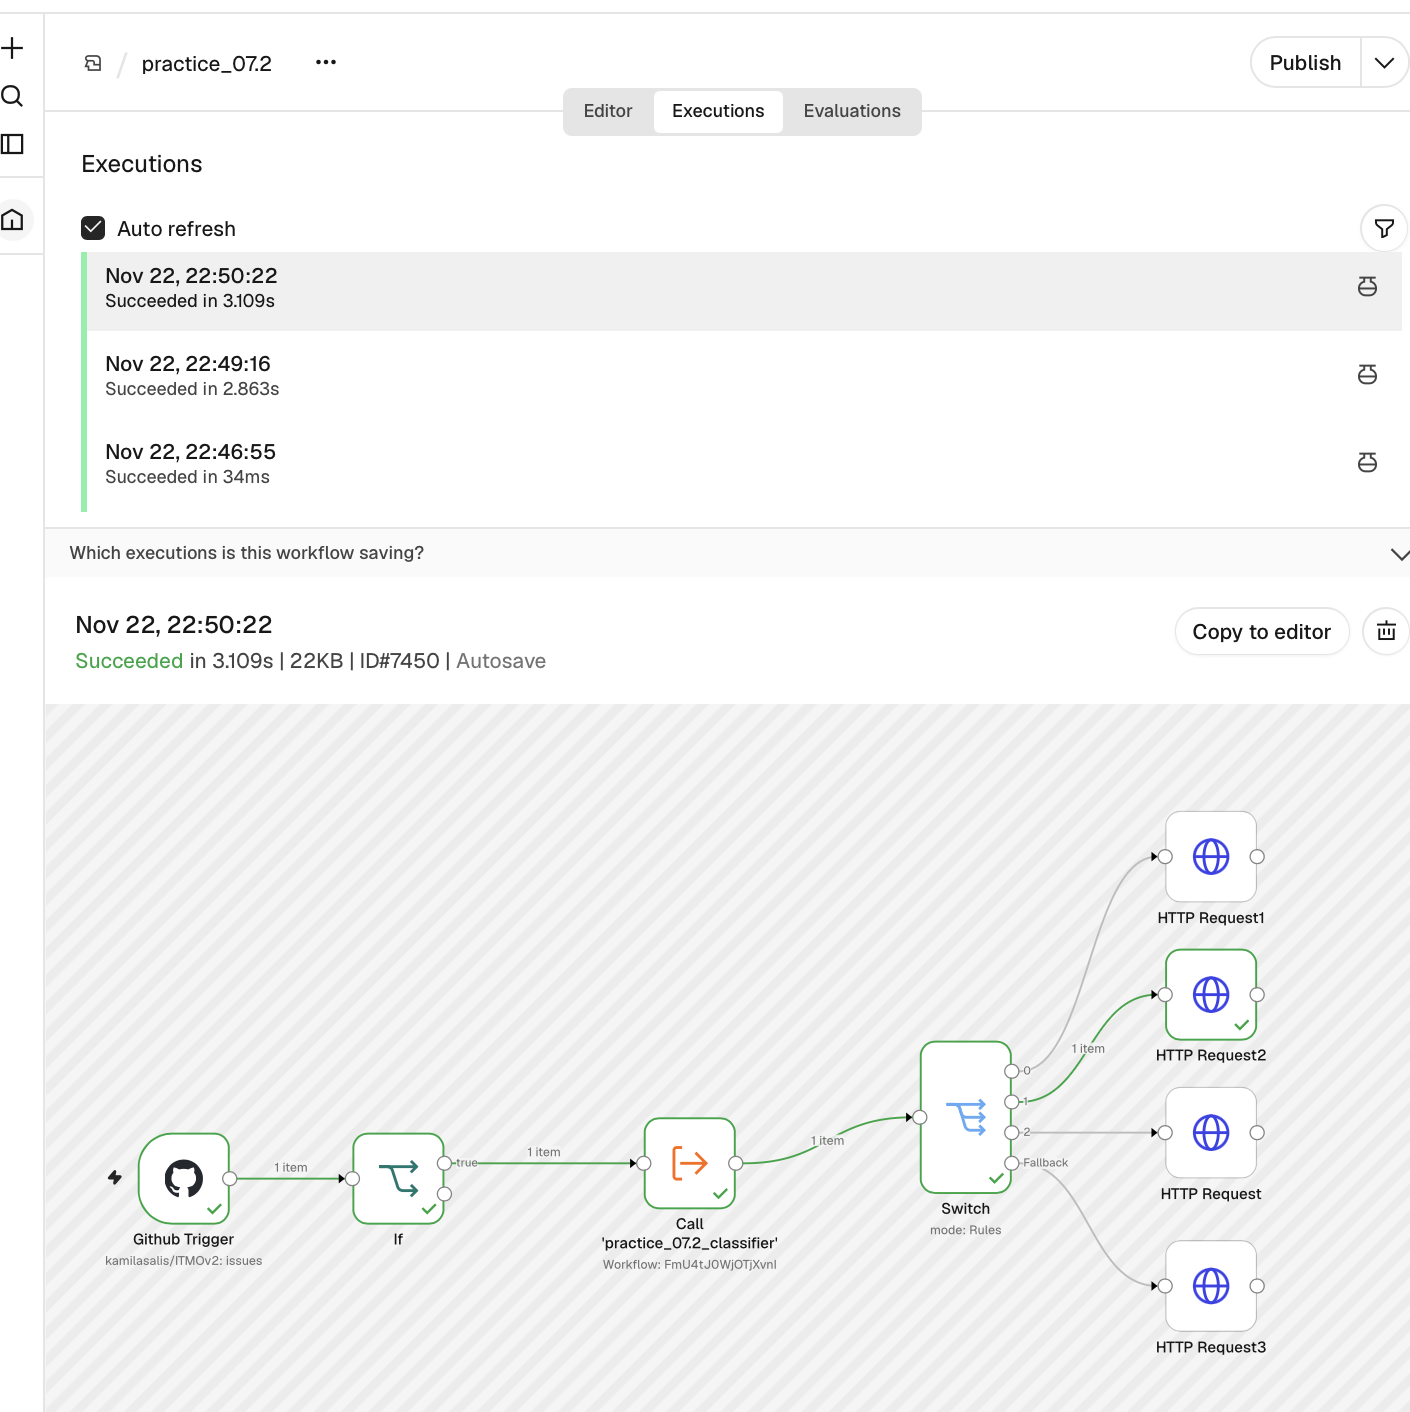 practice_07.2
Publish
Editor
Executions
Evaluations
Executions
Auto refresh
Nov 22, 22:50:22
Succeeded in 3.109s
Nov 22, 22:49:16
Succeeded in 2.863s
Nov 22, 22:46:55
Succeeded in 34ms
Which executions is this workflow saving?
Nov 22, 22:50:22
Succeeded in 3.109s | 22KB | ID#7450 | Autosave
Copy to editor
HTTP Request1
1 item
HTTP Request2
0
1
2
Fallback
HTTP Request
HTTP Request3
1 item
Github Trigger
kamilasalis/ITMOv2: issues
true
If
1 item
Call
'practice_07.2_classifier'
Workflow: FmU4tJ0WjOTjXvnI
1 item
Switch
mode: Rules